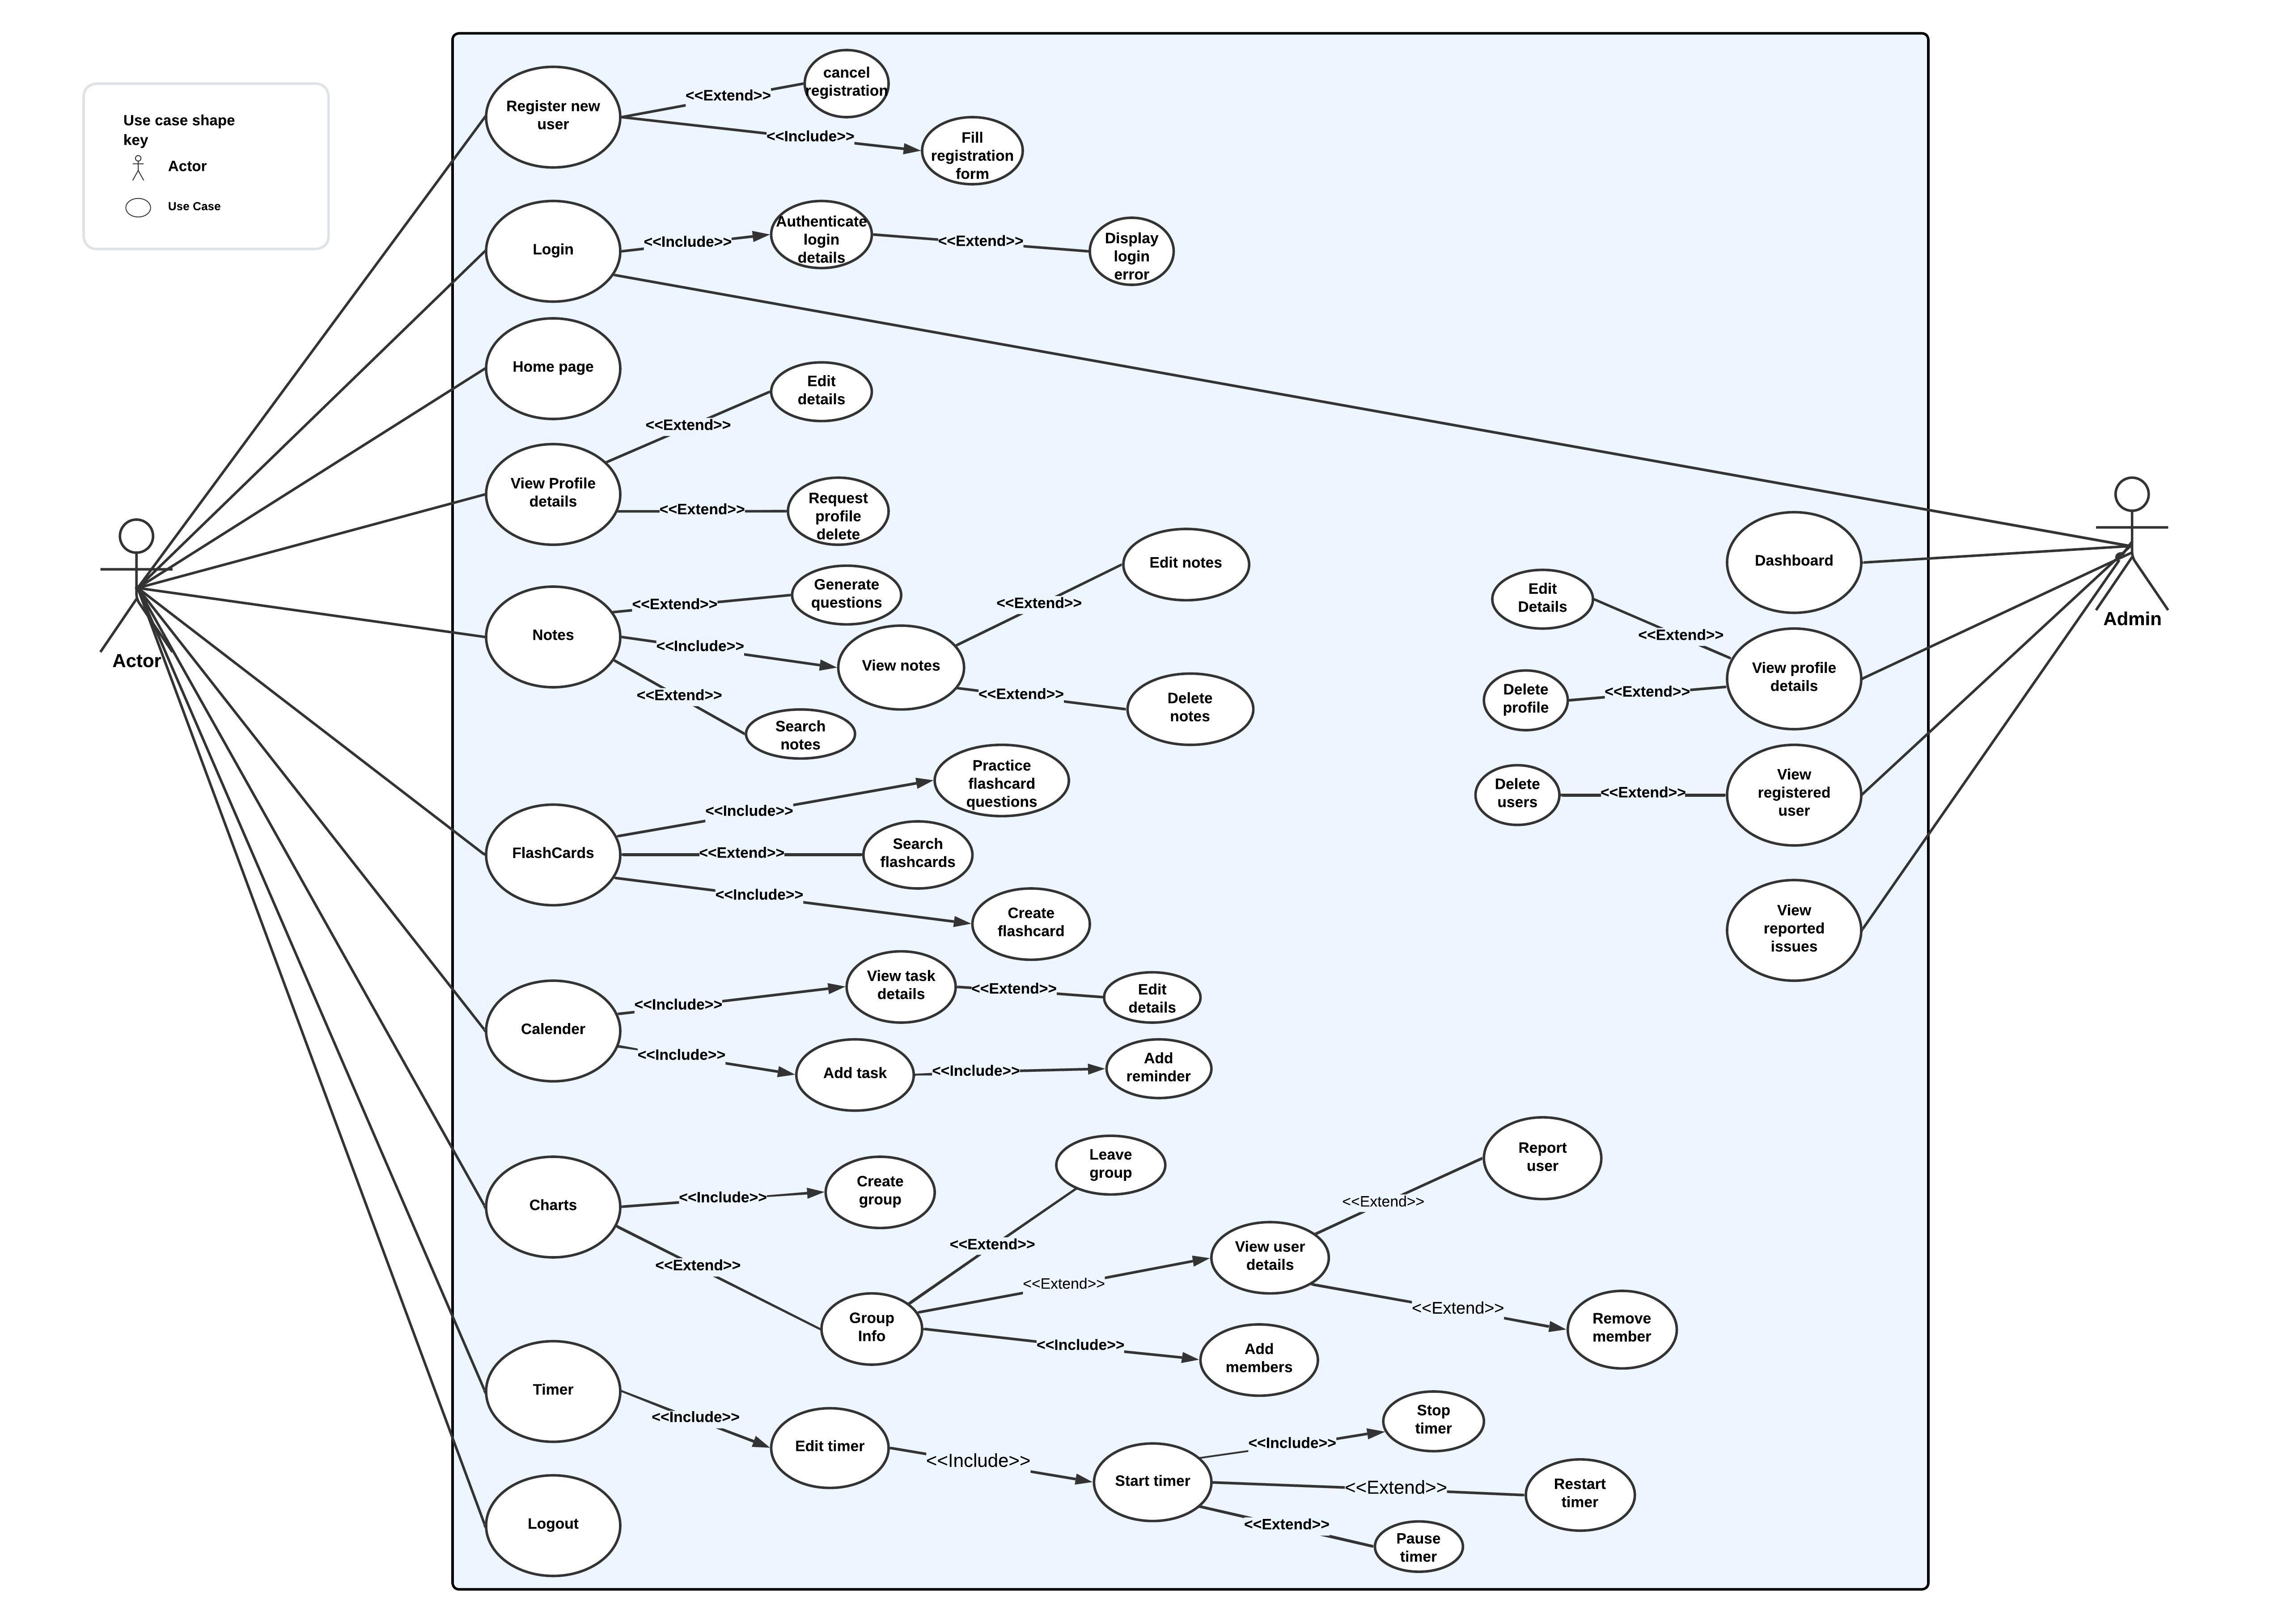 Use case shape
key
Actor
Use Case
Actor
Admin
Register new
user
<<Extend>>
cancel
registration
<<Include>>
Fill
registration
form
Login
<<Include>>
Authenticate
login
details
<<Extend>>
Display
login
error
Home page
View Profile
details
<<Extend>>
Edit
details
<<Extend>>
Request
profile
delete
Notes
<<Extend>>
Generate
questions
<<Include>>
View notes
<<Extend>>
Edit notes
<<Extend>>
Delete
notes
<<Extend>>
Search
notes
FlashCards
<<Include>>
Practice
flashcard
questions
<<Extend>>
Search
flashcards
<<Include>>
Create
flashcard
Calender
<<Include>>
View task
details
<<Extend>>
Edit
details
<<Include>>
Add task
<<Include>>
Add
reminder
Charts
<<Include>>
Create
group
<<Extend>>
Group
Info
<<Extend>>
Leave
group
<<Extend>>
View user
details
<<Extend>>
Report
user
<<Extend>>
Remove
member
<<Include>>
Add
members
Timer
<<Include>>
Edit timer
<<Include>>
Start timer
<<Include>>
Stop
timer
<<Extend>>
Restart
timer
<<Extend>>
Pause
timer
Logout
Dashboard
Edit
Details
<<Extend>>
View profile
details
Delete
profile
<<Extend>>
Delete
users
<<Extend>>
View
registered
user
View
reported
issues